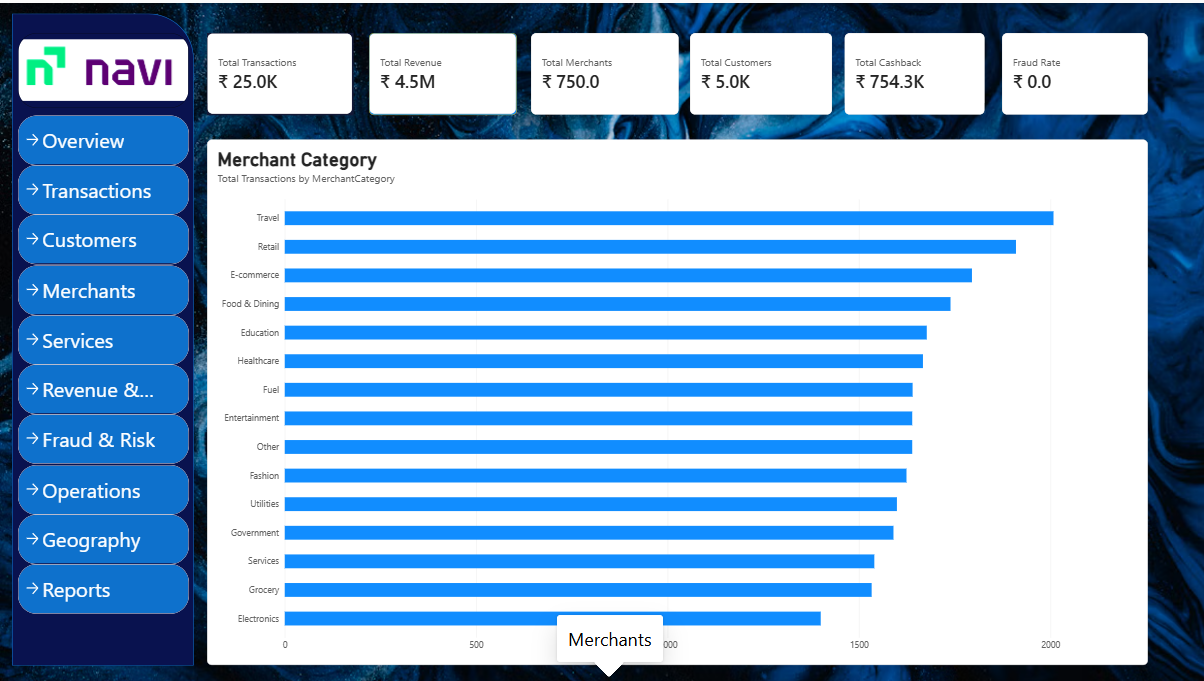 navi
Overview
Transactions
Customers
Merchants
Services
Revenue &...
Fraud & Risk
Operations
Geography
Reports
Total Transactions
₹ 25.0K
Total Revenue
₹ 4.5M
Total Merchants
₹ 750.0
Total Customers
₹ 5.0K
Total Cashback
₹ 754.3K
Fraud Rate
₹ 0.0
Merchant Category
Total Transactions by MerchantCategory
Travel
Retail
E-commerce
Food & Dining
Education
Healthcare
Fuel
Entertainment
Other
Fashion
Utilities
Government
Services
Grocery
Electronics
0 500 000 1500 2000
Merchants